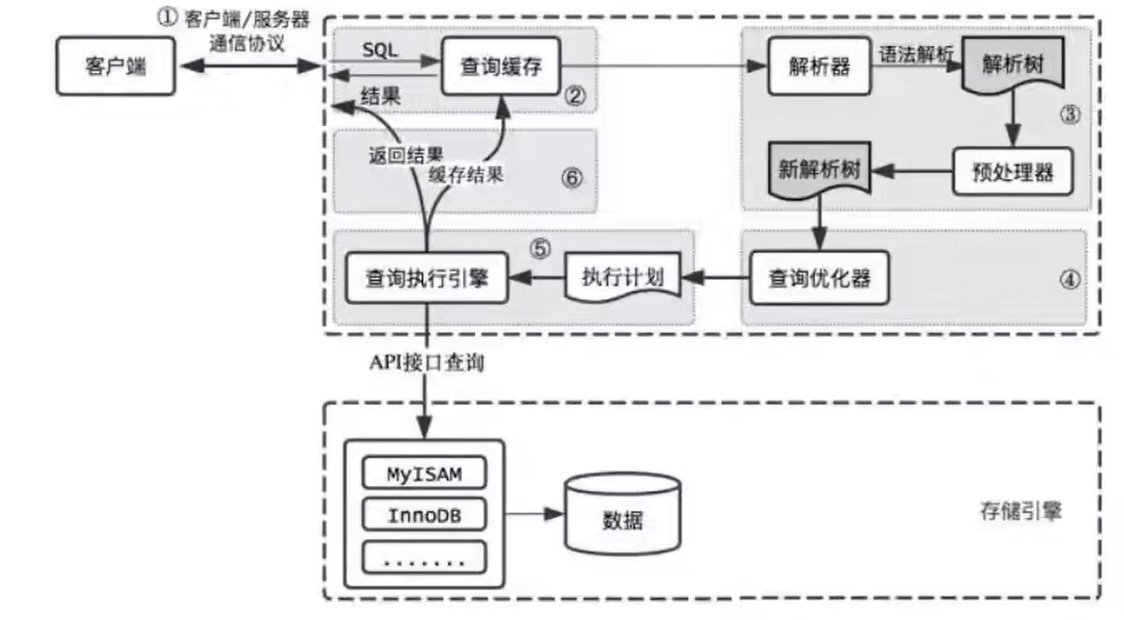 ① 客户端/服务器
通信协议
客户端
SQL
查询缓存
②
结果
解析器
语法解析
解析树
③
预处理器
新解析树
返回结果
缓存结果
⑥
查询执行引擎
⑤
执行计划
查询优化器
④
API接口查询
MyISAM
InnoDB
.......
数据
存储引擎